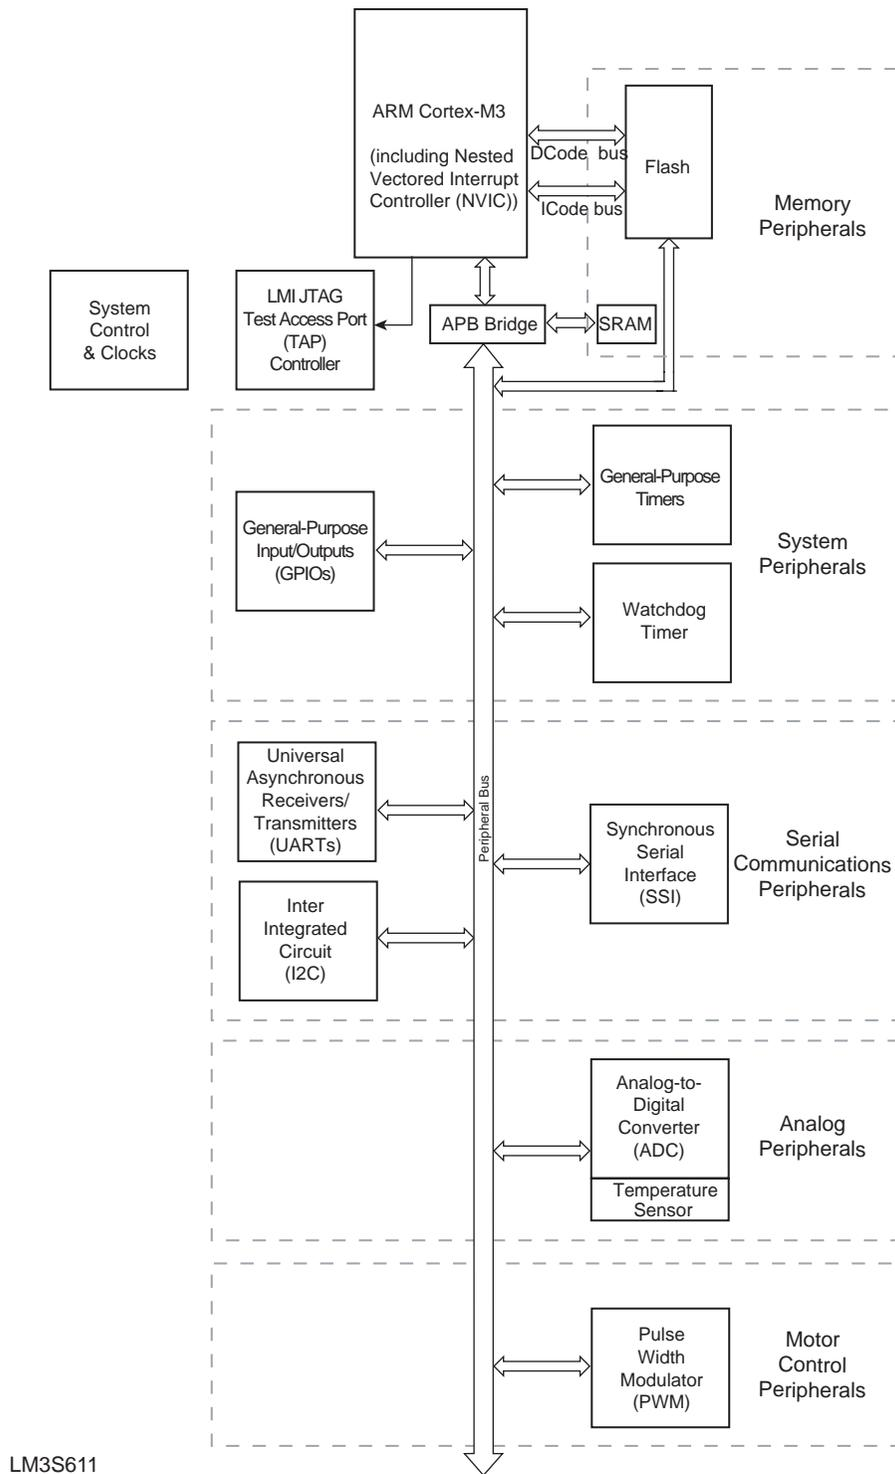 ARM Cortex-M3
(including Nested
Vectored Interrupt
Controller (NVIC))
DCode bus
ICode bus
Flash
Memory
Peripherals
System
Control
& Clocks
LMI JTAG
Test Access Port
(TAP)
Controller
APB Bridge
SRAM
General-Purpose
Input/Outputs
(GPIOs)
General-Purpose
Timers
Watchdog
Timer
System
Peripherals
Universal
Asynchronous
Receivers/
Transmitters
(UARTs)
Inter
Integrated
Circuit
(I2C)
Peripheral Bus
Synchronous
Serial
Interface
(SSI)
Serial
Communications
Peripherals
Analog-to-
Digital
Converter
(ADC)
Temperature
Sensor
Analog
Peripherals
Pulse
Width
Modulator
(PWM)
Motor
Control
Peripherals
LM3S611